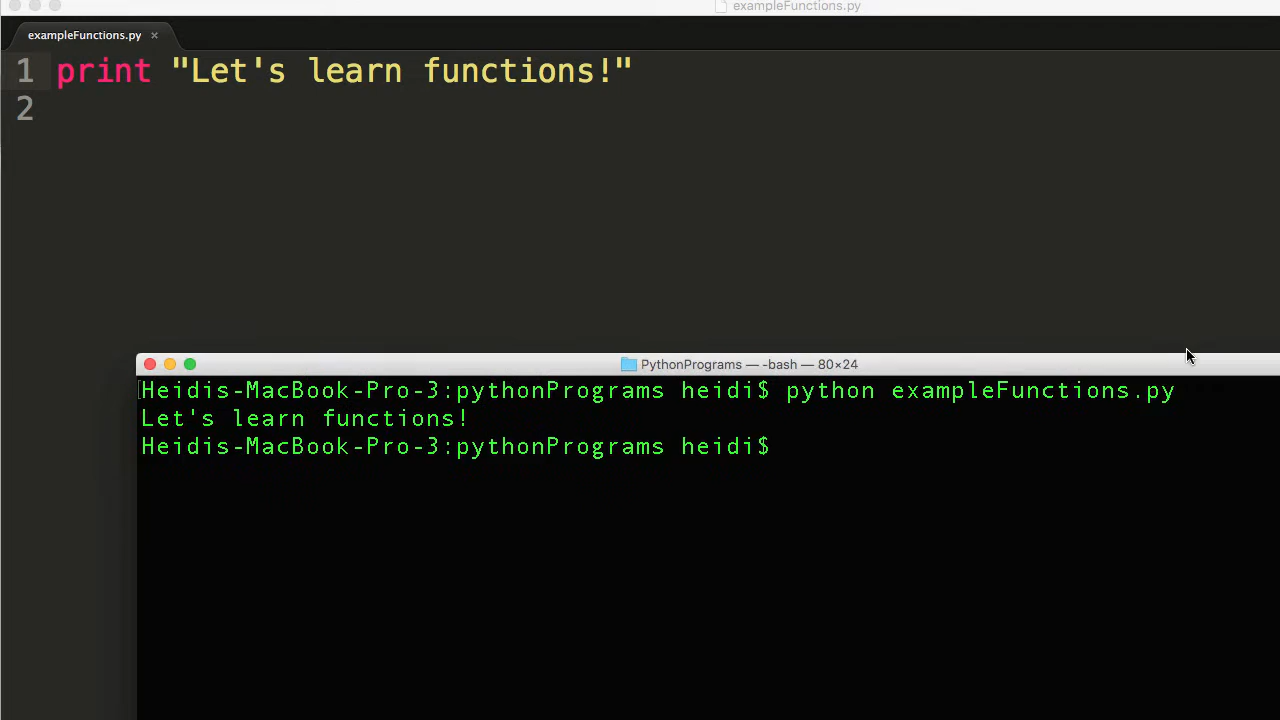 exampleFunctions.py
exampleFunctions.py ×
1 print "Let's learn functions!"
2
PythonPrograms — -bash — 80×24
Heidis-MacBook-Pro-3:pythonPrograms heidi$ python exampleFunctions.py
Let's learn functions!
Heidis-MacBook-Pro-3:pythonPrograms heidi$